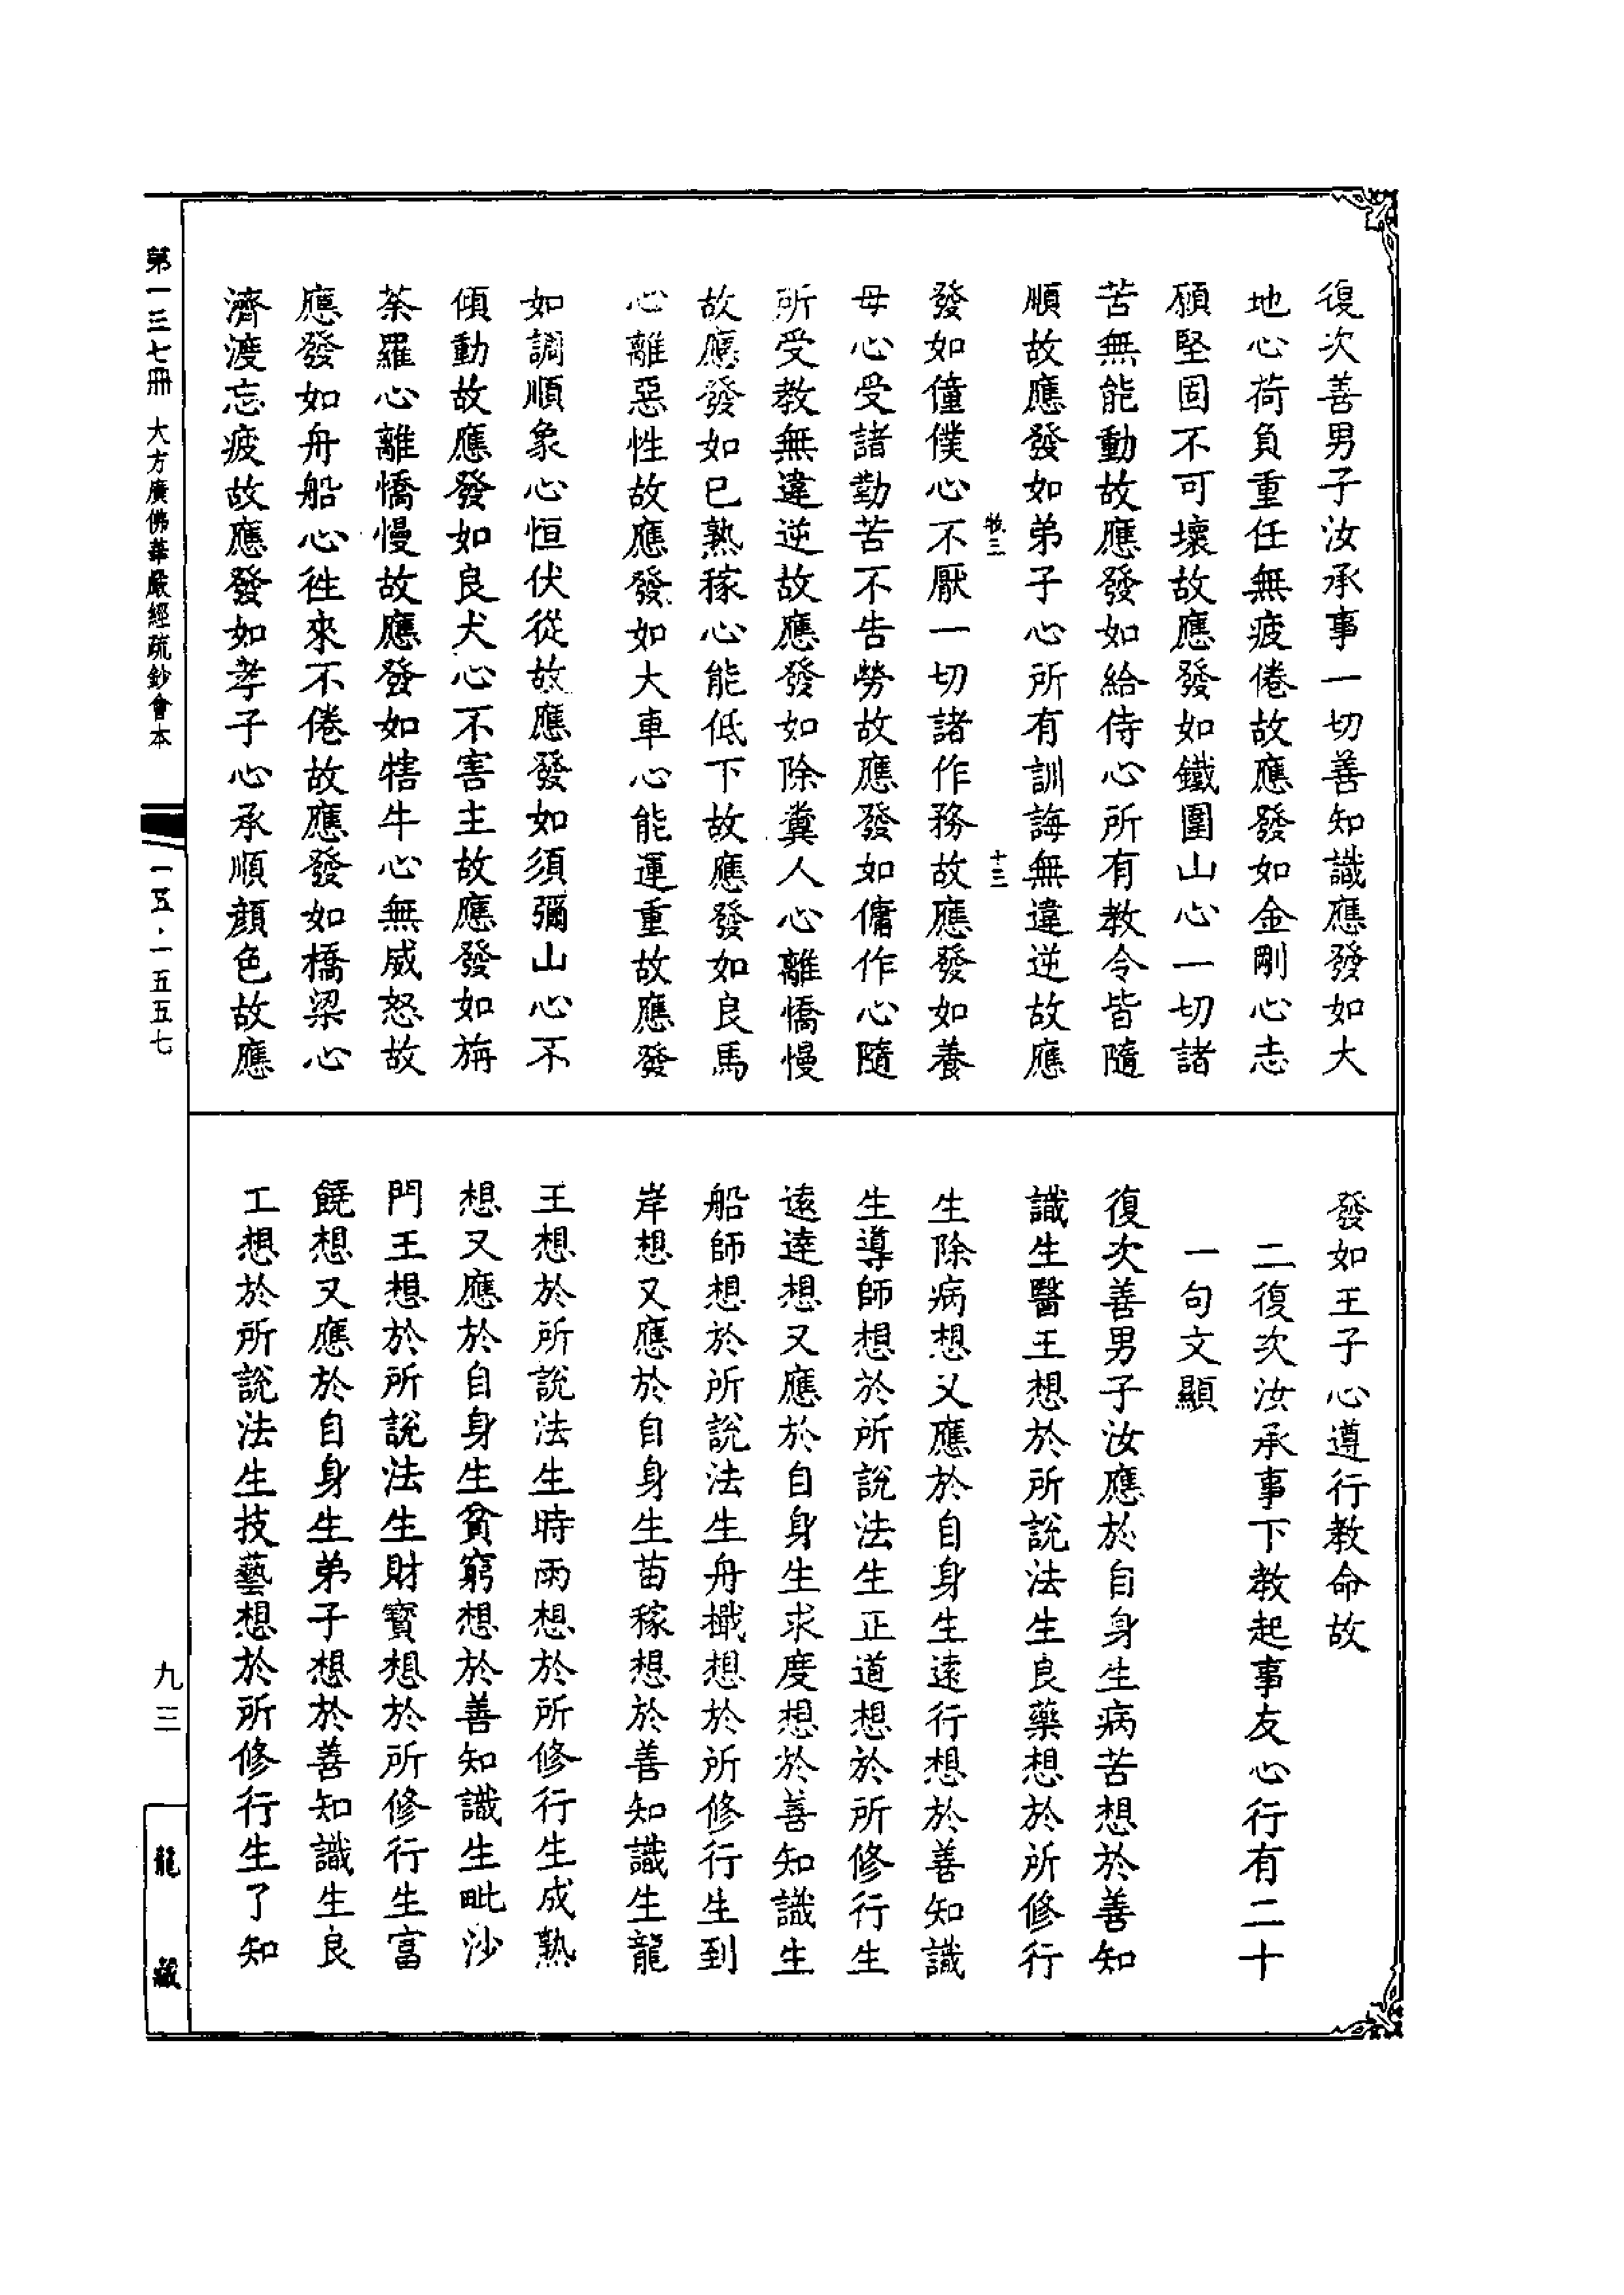 復次善男子汝承事一切善知識應發如大
地心荷負重任無疲倦故應發如金剛心志
願堅固不可壞故應發如鐵圍山心一切諸
苦無能動故應發如給侍心所有教令皆隨
順故應發如弟子心所有訓誨無違逆故應
十三
發如僮僕心不厭一切諸作務故應發如養
母心受諸勤苦不告勞故應發如傭作心隨
所受教無違逆故應發如除糞人心離憍慢
故應發如已熟稼心能低下故應發如良馬
心離惡性故應發如大車心能運重故應發
如調順象心恒伏從故應發如須彌山心不
傾動故應發如良犬心不害主故應發如旃
荼羅心離憍慢故應發如犗牛心無威怒故
應發如舟船心徃來不倦故應發如橋梁心
濟渡忘疲故應發如孝子心承順顏色故應
發如王子心遵行教命故
二復次汝承事下教起事友心行有二十
一句文顯
復次善男子汝應於自身生病苦想於善知
識生醫王想於所說法生良藥想於所修行
生除病想又應於自身生遠行想於善知識
生導師想於所說法生正道想於所修行生
遠達想又應於自身生求度想於善知識生
船師想於所說法生舟檝想於所修行生到
岸想又應於自身生苗稼想於善知識生龍
王想於所說法生時雨想於所修行生成熟
想又應於自身生貧窮想於善知識生毗沙
門王想於所說法生財寶想於所修行生富
饒想又應於自身生弟子想於善知識生良
工想於所說法生技藝想於所修行生了知
第一三七冊 大方廣佛華嚴經疏鈔會本
一五·一五五七
九三
龍藏